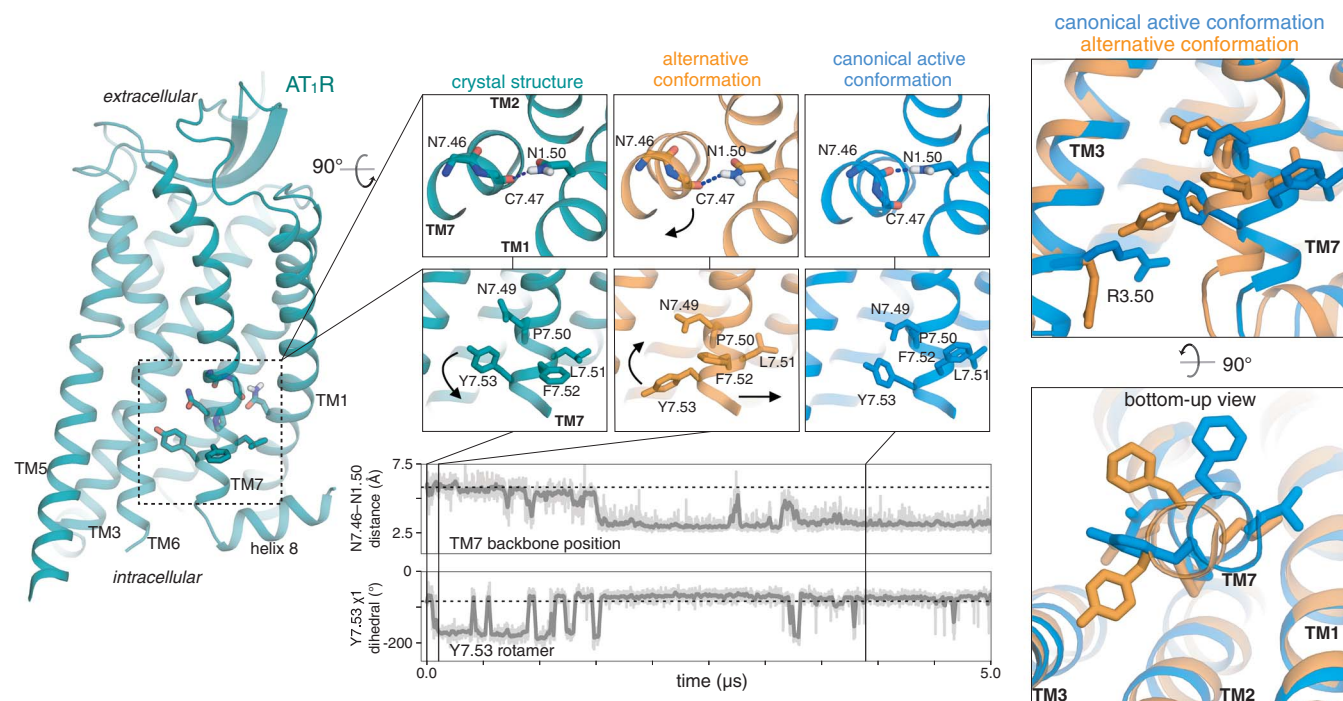 AT₁R
extracellular
90°
TM5
TM3
TM6
TM7
TM1
helix 8
intracellular
crystal structure
alternative
conformation
canonical active
conformation
TM2
N7.46
N1.50
C7.47
TM7
TM1
N7.46
N1.50
C7.47
N7.46
N1.50
C7.47
N7.49
P7.50
L7.51
Y7.53
F7.52
TM7
N7.49
P7.50
L7.51
F7.52
Y7.53
N7.49
P7.50
F7.52
L7.51
Y7.53
N7.46–N1.50
distance (Å)
7.5
2.5
TM7 backbone position
Y7.53 χ1
dihedral (°)
0
-200
Y7.53 rotamer
0.0
5.0
time (μs)
canonical active conformation
alternative conformation
TM3
TM7
R3.50
90°
bottom-up view
TM7
TM1
TM3
TM2